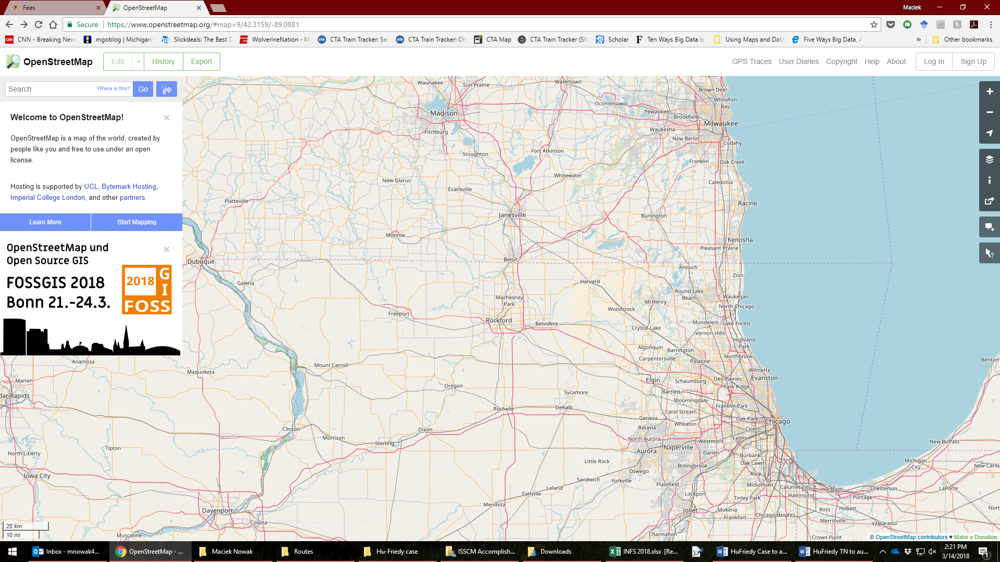 Fees
OpenStreetMap
Maciek
Secure
https://www.openstreetmap.org/#map=9/42.3159/-89.0881
CNN - Breaking New
mgoblog | Michigan
Slickdeals: The Best D
WolverineNation - M
CTA Train Tracker: Sec
CTA Train Tracker: Chi
CTA Map
CTA Train Tracker (SM
Scholar
Ten Ways Big Data Is
Using Maps and Data
Five Ways Big Data, A
»
Other bookmarks
OpenStreetMap
Edit
History
Export
GPS Traces
User Diaries
Copyright
Help
About
Log In
Sign Up
Search
Where is this?
Go
Welcome to OpenStreetMap!
OpenStreetMap is a map of the world, created by
people like you and free to use under an open
license.
Hosting is supported by UCL, Bytemark Hosting,
Imperial College London, and other partners.
Learn More
Start Mapping
OpenStreetMap und
Open Source GIS
FOSSGIS 2018
Bonn 21.-24.3.
2018
GI
FOSS
Waunakee
Sun Prairie
Watertown
Brown Deer
Whitefish
Bay
Oconomowoc
Pewaukee
Madison
Brookfield
Milwaukee
Waukesha
Fitchburg
New Berlin
Cudahy
Stoughton
Fort Atkinson
Franklin
Oak Creek
Whitewater
New Glarus
Caledonia
Evansville
Platteville
Racine
Janesville
Burlington
Monroe
Kenosha
Pleasant Prairie
Dubuque
Beloit
Antioch
Zion
Galena
Harvard
Round Lake
Beach
Waukegan
Machesney
Park
McHenry
North Chicago
Woodstock
Freeport
Rockford
Belvidere
Mundelein
Lake Forest
Crystal Lake
Vernon Hills
Highland
Park
Algonquin
Barrington
Northbrook
Carpentersville
Palatine
Benton
Anamosa
Mount Carroll
Maquoketa
Wilmette
Evanston
Marion
Elgin
Schaumburg
Des Plaines
Oregon
Park Ridge
Sycamore
Bartlett
dar Rapids
Bloomingdale
Franklin Park
Rochelle
DeKalb
Carol Stream
Geneva
Oak Park
Chicago
Batavia
Wheaton
Clinton
Dixon
Cicero
Morrison
North Aurora
Lyons
Sterling
Westmont
New Buffalo
Tipton
Aurora
Naperville
Darien
Burbank
North Liberty
Little Rock
Bolingbrook
Oak Lawn
Michigan
City
New Carlis
Oswego
Alsip
Iowa City
Sandwich
Yorkville
Plainfield
Midlothian
Calumet City
Leland
LaPorte
Earlville
Lockport
Gary
Chesterton
Hammond
Tinley Park
Portage
Mendota
Davenport
Joliet
Mokena
Ross
Hobart
Nort
Frankfort
Chicago Heights
Merrillville
Valparaiso
Colona
Muscatine
Channahon
Crown Point
20 km
10 mi
© OpenStreetMap contributors ♥ Make a Donation
Inbox - mnowak4...
OpenStreetMap - ...
Maciek Nowak
Routes
Hu-Friedy case
ISSCM Accomplish...
Downloads
INFS 2018.xlsx [Re...
HuFriedy Case to a...
HuFriedy TN to au...
2:21 PM
3/14/2018
1